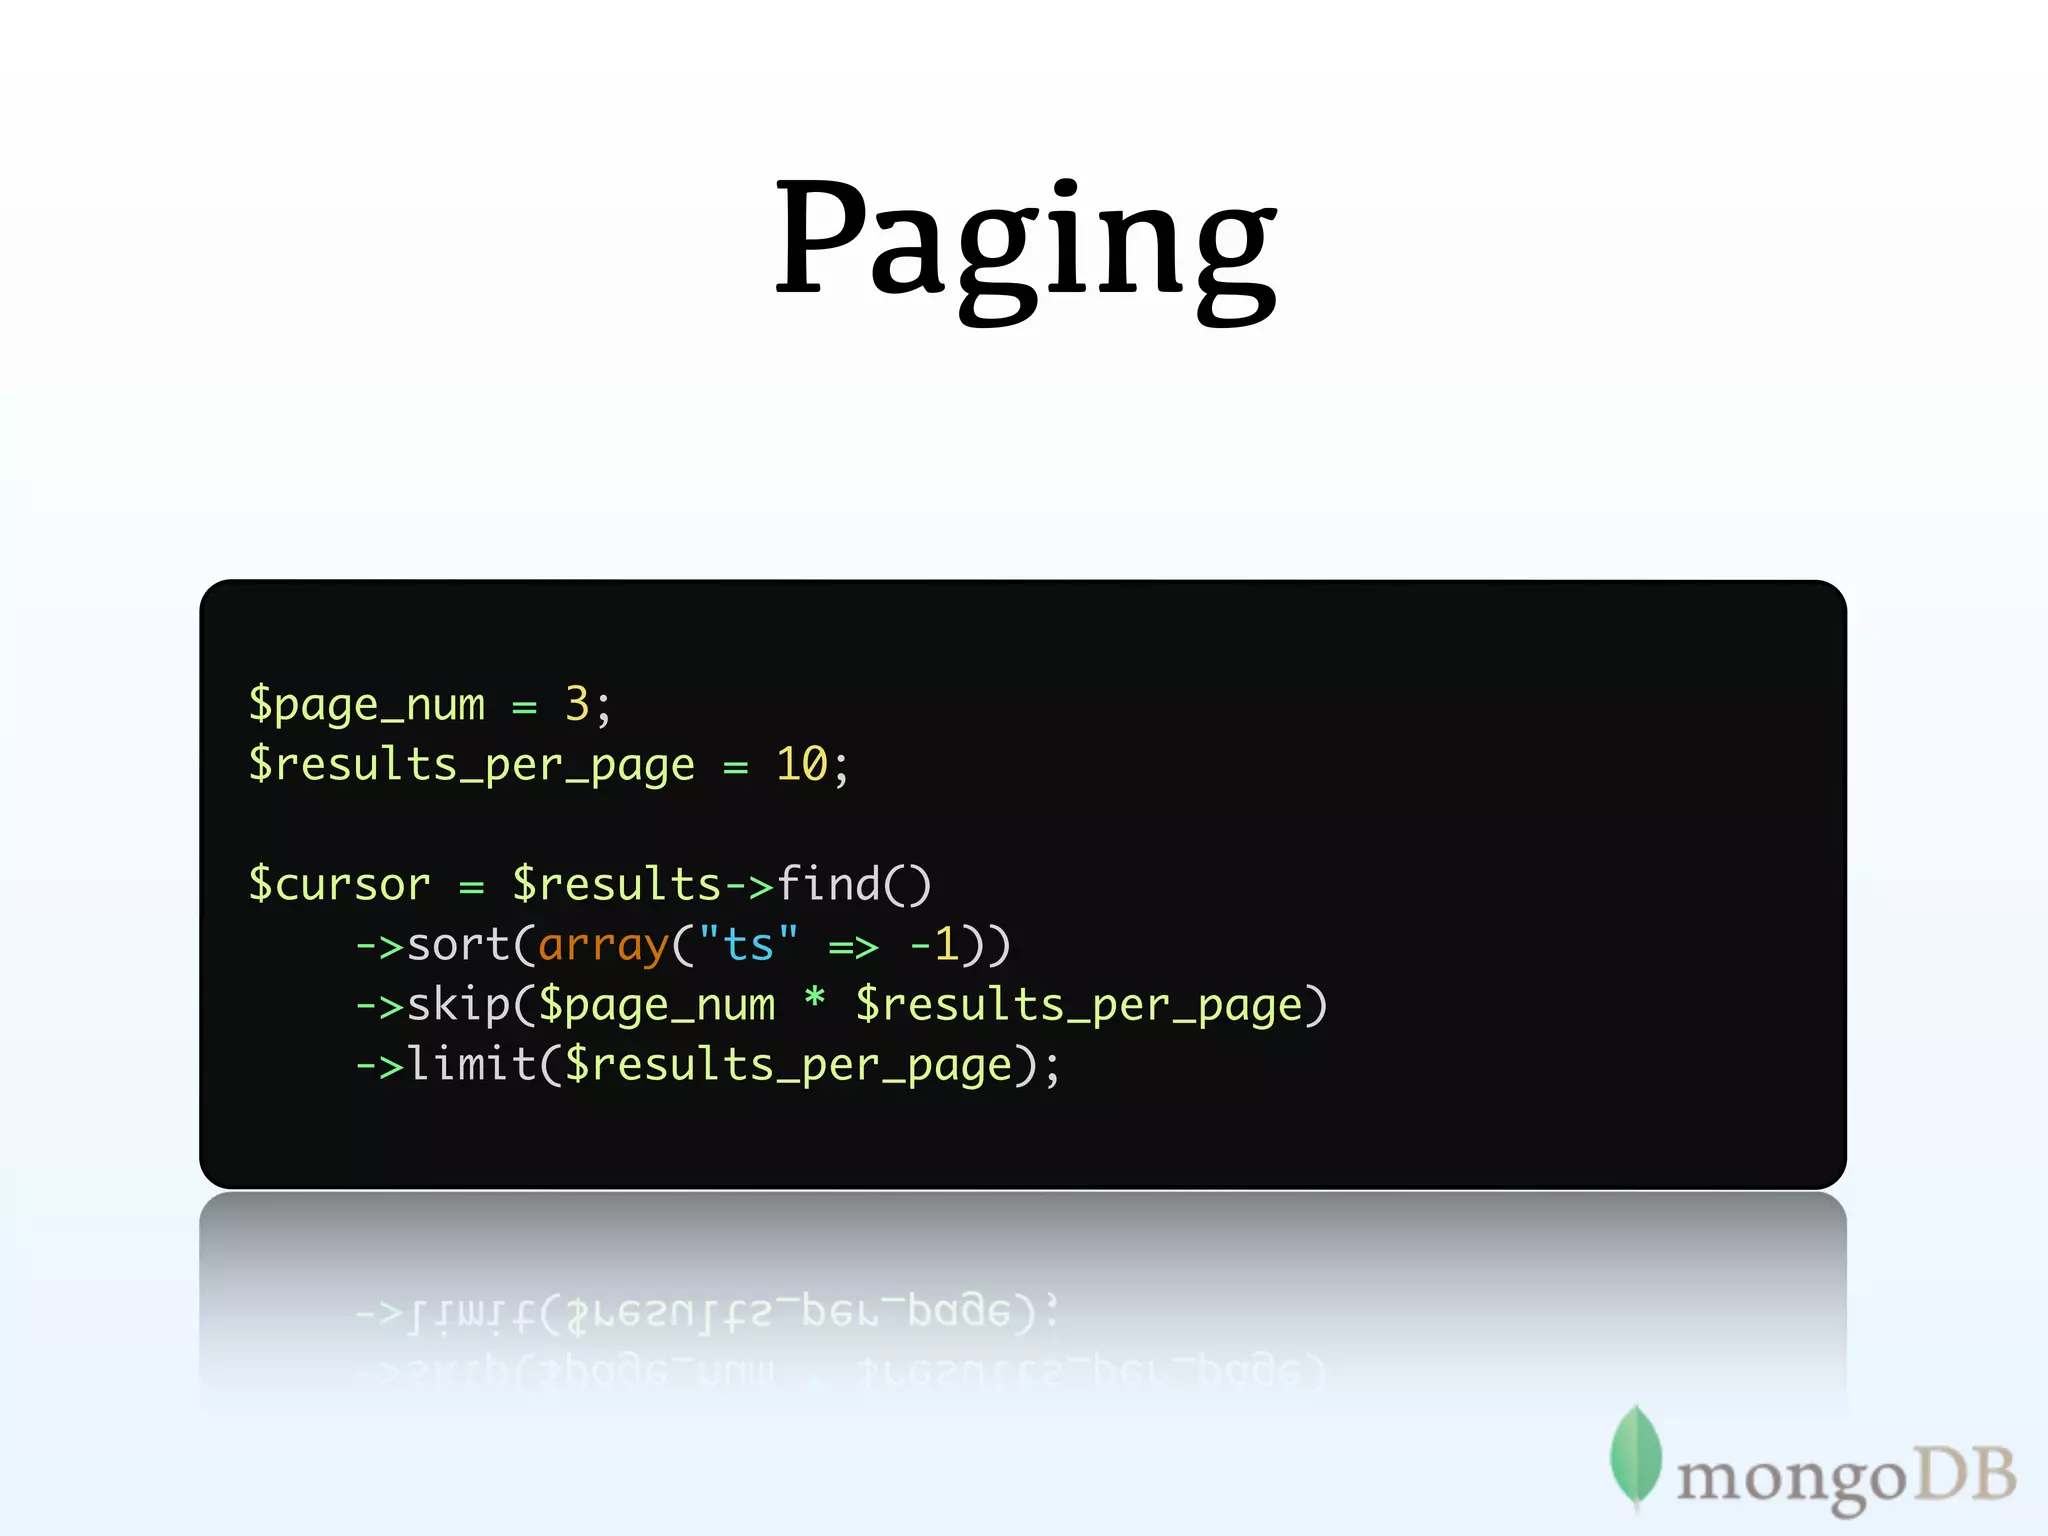 Paging
$page_num = 3;
$results_per_page = 10;
$cursor = $results->find()
->sort(array("ts" => -1))
->skip($page_num * $results_per_page)
->limit($results_per_page);
mongoDB